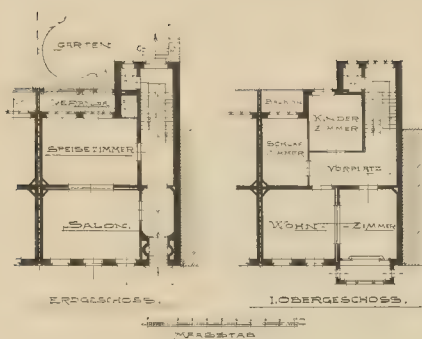 GARTEN
VERANDA
SPEISEZIMMER
SALON.
ERDGESCHOSS.
BALKON
KINDER
ZIMMER
SCHLAF
ZIMMER
VORPLATZ
WOHN-ZIMMER
I. OBERGESCHOSS.
MASSSTAB